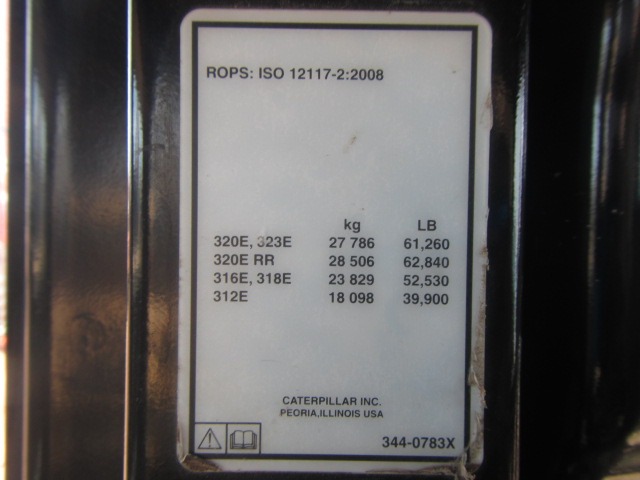 ROPS: ISO 12117-2:2008
kg LB
320E, 323E 27 786 61,260
320E RR 28 506 62,840
316E, 318E 23 829 52,530
312E 18 098 39,900
CATERPILLAR INC.
PEORIA,ILLINOIS USA
344-0783X